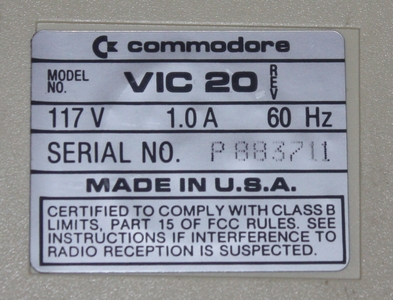 commodore
MODEL NO. VIC 20 REV
117 V 1.0 A 60 Hz
SERIAL NO. P 883711
MADE IN U.S.A.
CERTIFIED TO COMPLY WITH CLASS B
LIMITS, PART 15 OF FCC RULES. SEE
INSTRUCTIONS IF INTERFERENCE TO
RADIO RECEPTION IS SUSPECTED.